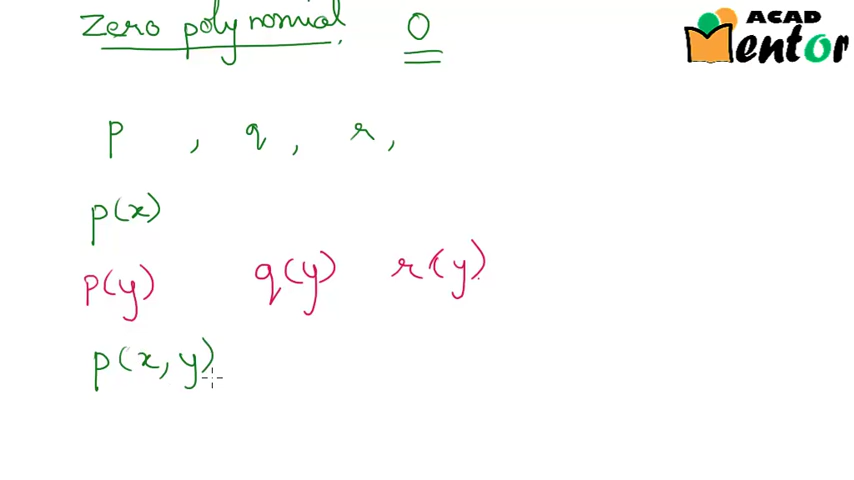 Zero polynomial. 0
ACAD
mentor
p , q , r ,
p(x)
p(y) q(y) r(y)
p(x, y)